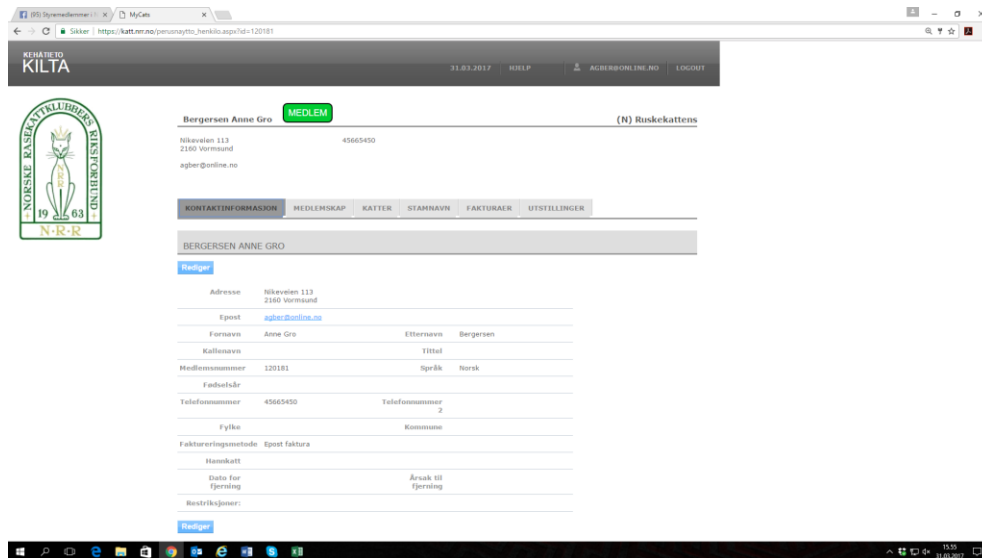 (95) Styremedlemmer i
MyCats
Sikker | https://katt.nrr.no/perusnaytto_henkilo.aspx?id=120181
KEHÄTIETO
KILTA
31.03.2017 HJELP AGBER@ONLINE.NO LOGOUT
NORSKE RASEKATTKLUBBERS RIKSFORBUND
NRR
19 63
N·R·R
Bergersen Anne Gro MEDLEM (N) Ruskekattens
Nikeveien 113 45665450
2160 Vormsund
agber@online.no
KONTAKTINFORMASJON MEDLEMSKAP KATTER STAMNAVN FAKTURAER UTSTILLINGER
BERGERSEN ANNE GRO
Rediger
Adresse Nikeveien 113
2160 Vormsund
Epost agber@online.no
Fornavn Anne Gro Etternavn Bergersen
Kallenavn Tittel
Medlemsnummer 120181 Språk Norsk
Fødselsår
Telefonnummer 45665450 Telefonnummer
2
Fylke Kommune
Faktureringsmetode Epost faktura
Hannkatt
Dato for Årsak til
fjerning fjerning
Restriksjoner:
Rediger
15.55
31.03.2017